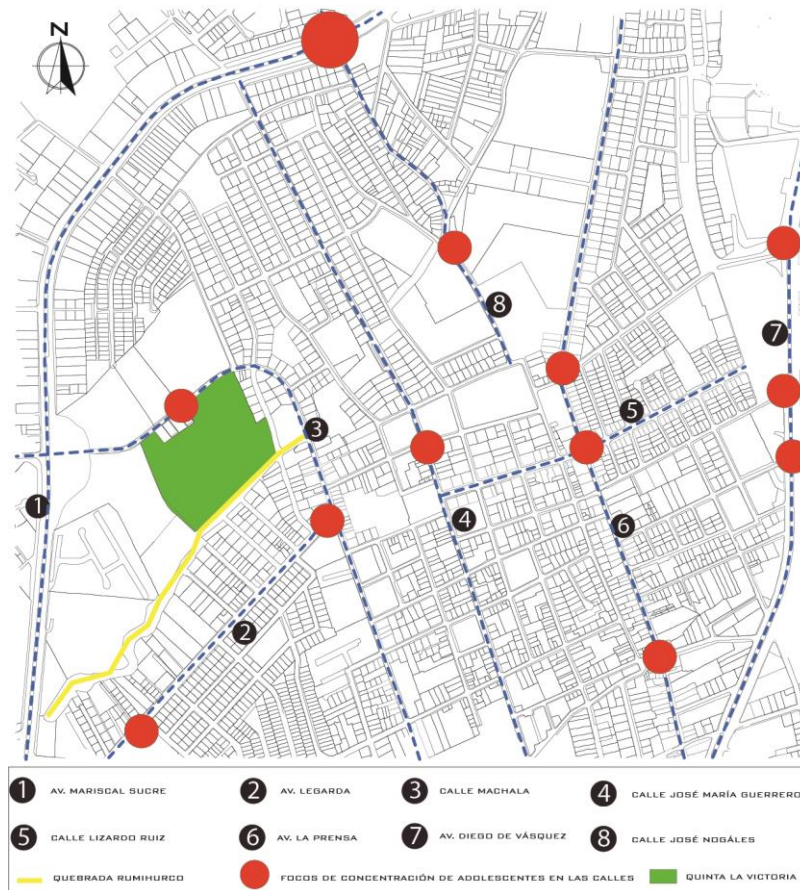 N
8
7
5
3
1
4
6
2
1 AV. MARISCAL SUCRE
2 AV. LEGARDA
3 CALLE MACHALA
4 CALLE JOSÉ MARÍA GUERRERO
5 CALLE LIZARDO RUIZ
6 AV. LA PRENSA
7 AV. DIEGO DE VÁSQUEZ
8 CALLE JOSÉ NOGÁLES
QUEBRADA RUMIHURCO
FOCOS DE CONCENTRACIÓN DE ADOLESCENTES EN LAS CALLES
QUINTA LA VICTORIA